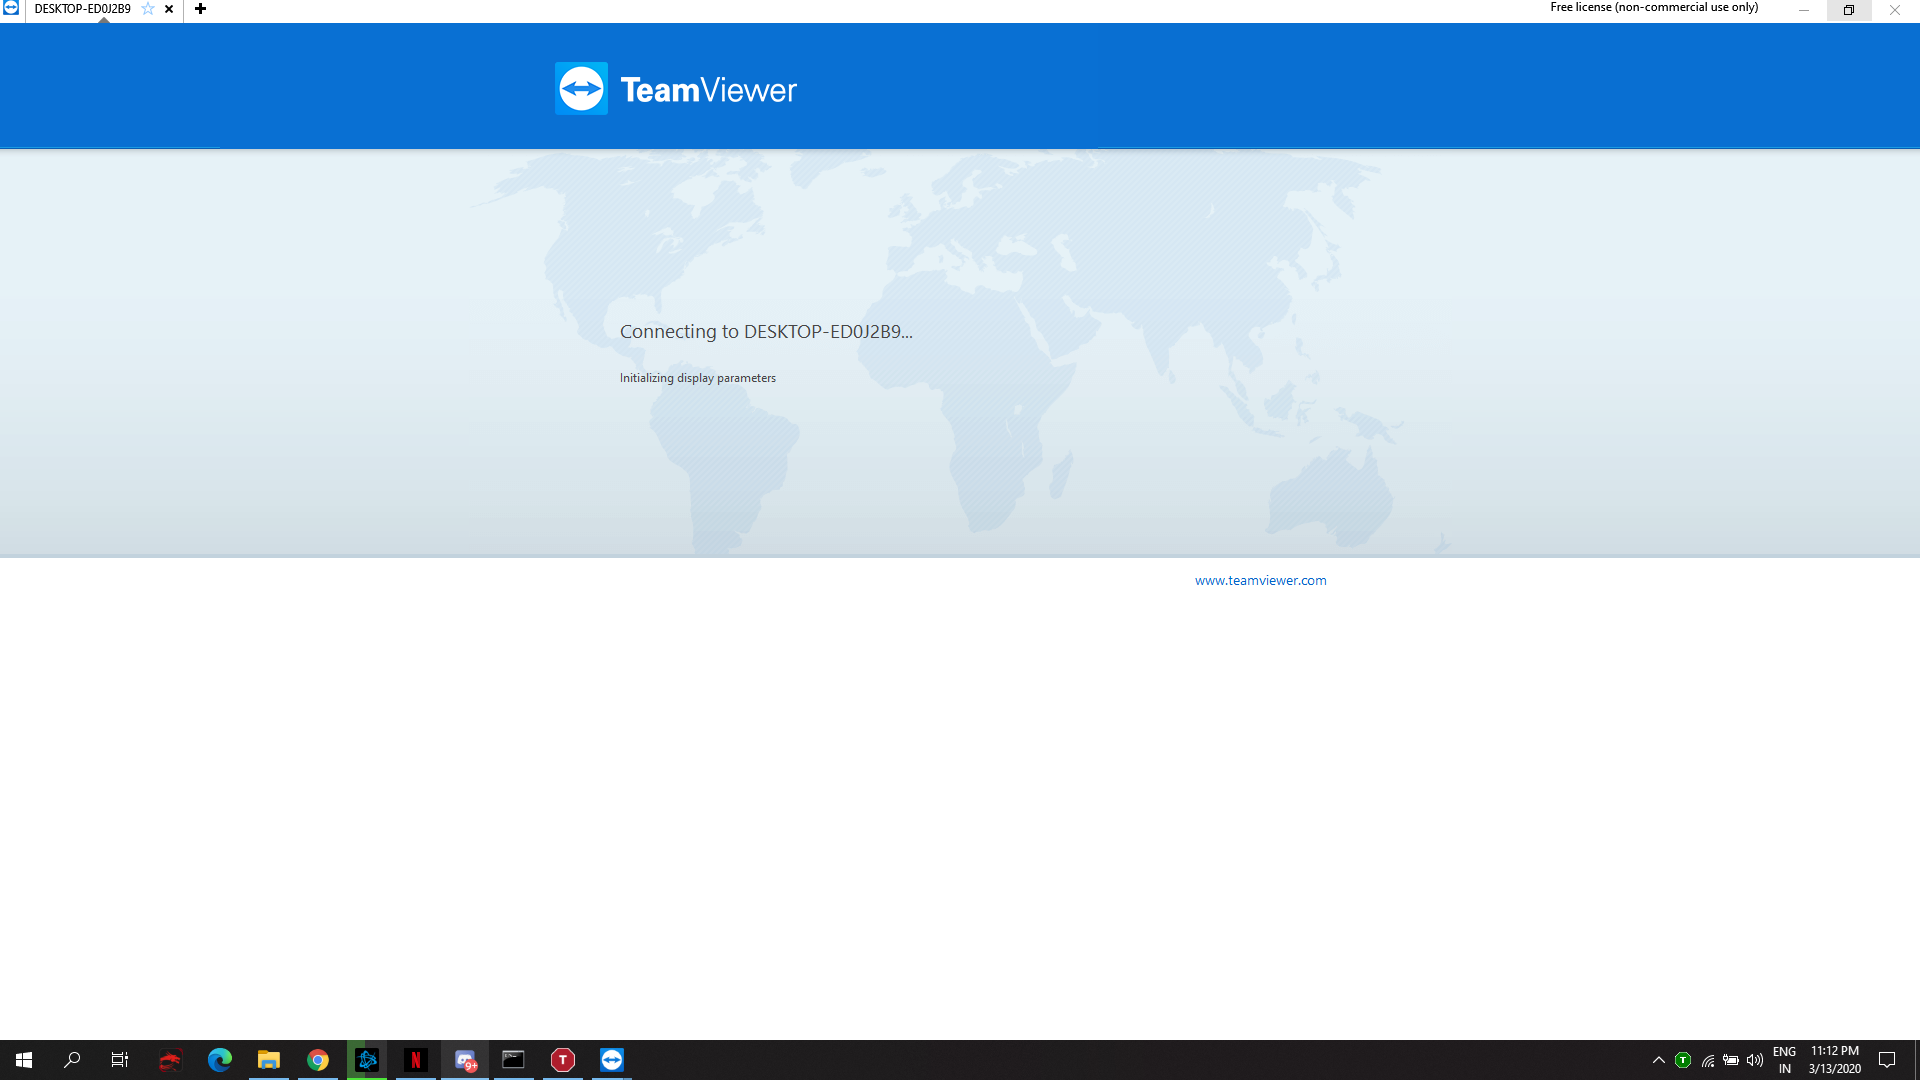 DESKTOP-ED0J2B9
Free license (non-commercial use only)
TeamViewer
Connecting to DESKTOP-ED0J2B9...
Initializing display parameters
www.teamviewer.com
N
9+
T
T
ENG
IN
11:12 PM
3/13/2020